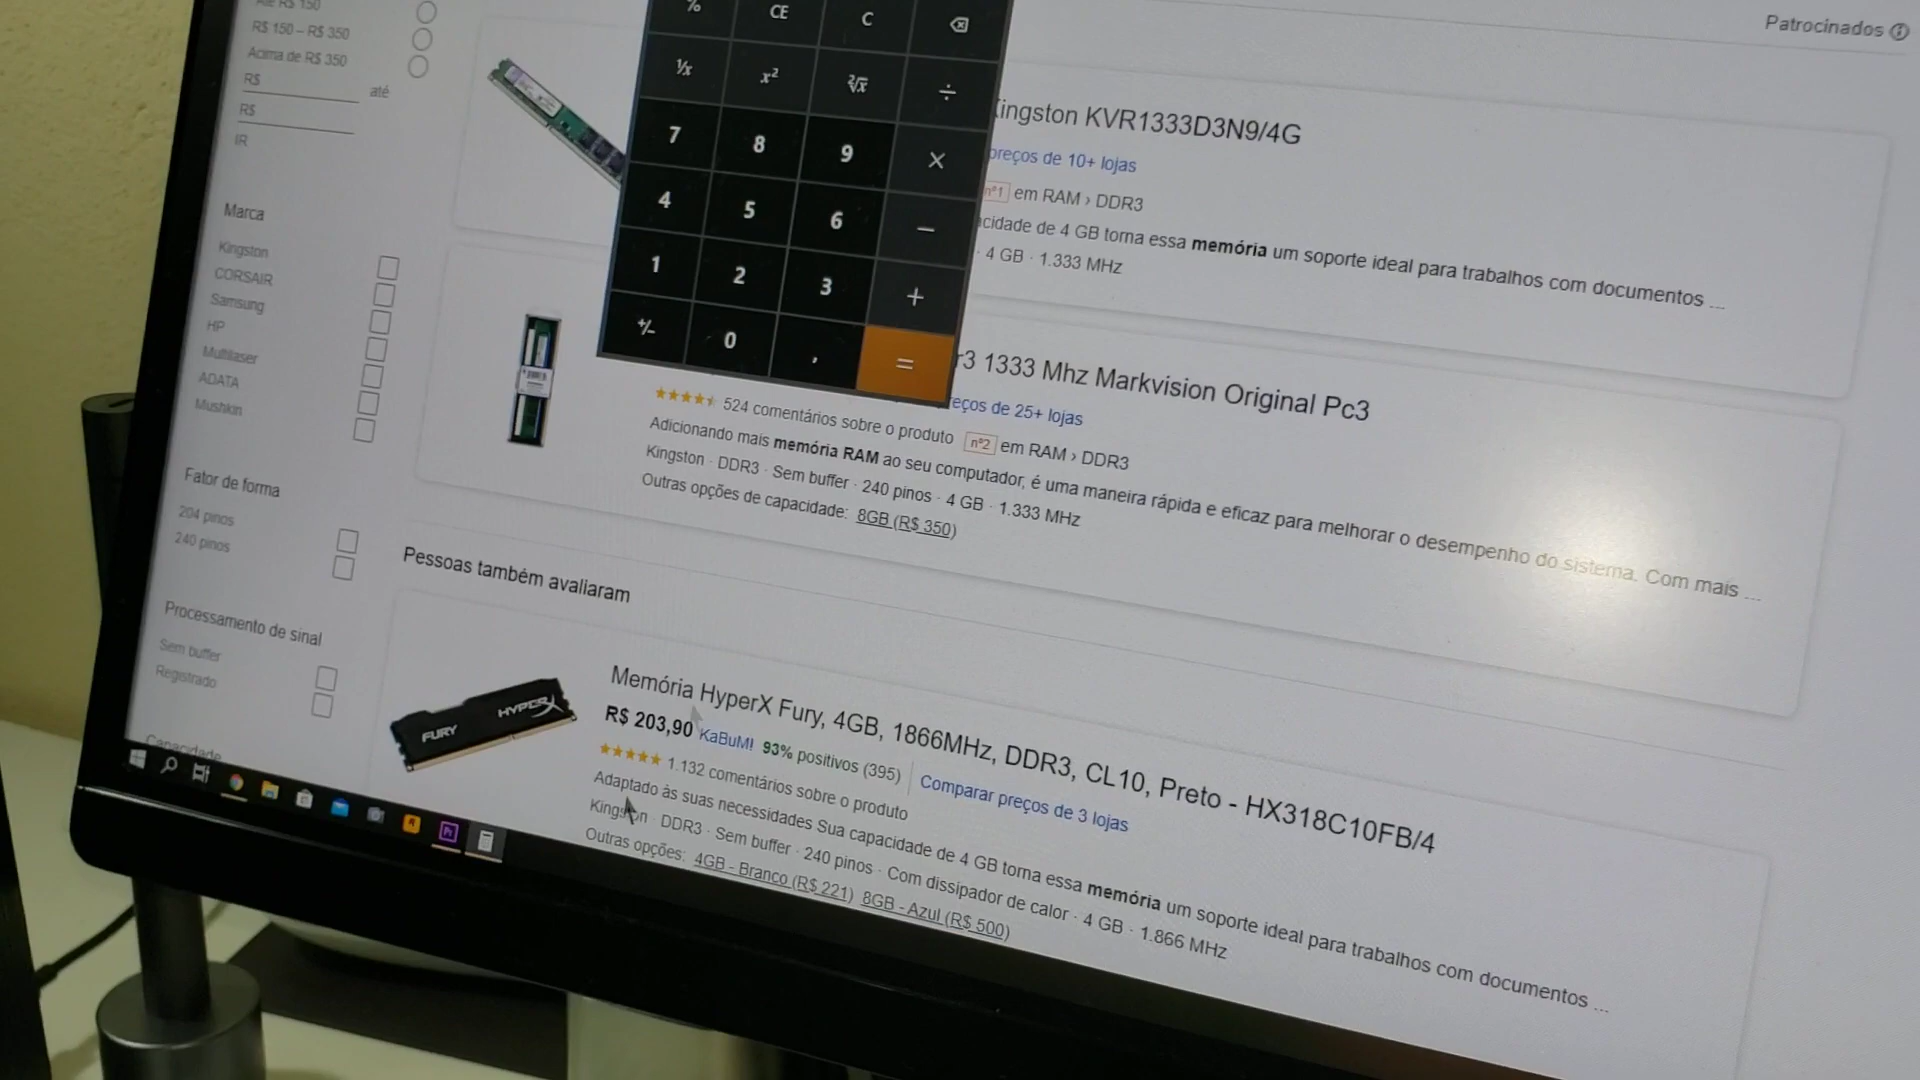 Até R$ 150
R$ 150 – R$ 350
Acima de R$ 350
R$
até
R$
IR
Marca
Kingston
CORSAIR
Samsung
HP
Multilaser
ADATA
Mushkin
Fator de forma
204 pinos
240 pinos
Processamento de sinal
Sem buffer
Registrado
Capacidade
% CE C
¹/x x² ²√x ÷
7 8 9 ×
4 5 6 −
1 2 3 +
+/− 0 , =
Patrocinados
Kingston KVR1333D3N9/4G
preços de 10+ lojas
nº1 em RAM › DDR3
cidade de 4 GB torna essa memória um soporte ideal para trabalhos com documentos ...
· 4 GB · 1.333 MHz
r3 1333 Mhz Markvision Original Pc3
eços de 25+ lojas
524 comentários sobre o produto nº2 em RAM › DDR3
Adicionando mais memória RAM ao seu computador, é uma maneira rápida e eficaz para melhorar o desempenho do sistema. Com mais ...
Kingston · DDR3 · Sem buffer · 240 pinos · 4 GB · 1.333 MHz
Outras opções de capacidade: 8GB (R$ 350)
Pessoas também avaliaram
FURY HYPERX
Memória HyperX Fury, 4GB, 1866MHz, DDR3, CL10, Preto - HX318C10FB/4
R$ 203,90 KaBuM! 93% positivos (395) Comparar preços de 3 lojas
1.132 comentários sobre o produto
Adaptado às suas necessidades Sua capacidade de 4 GB torna essa memória um soporte ideal para trabalhos com documentos ...
Kingston · DDR3 · Sem buffer · 240 pinos · Com dissipador de calor · 4 GB · 1.866 MHz
Outras opções: 4GB - Branco (R$ 221) 8GB - Azul (R$ 500)
Pr